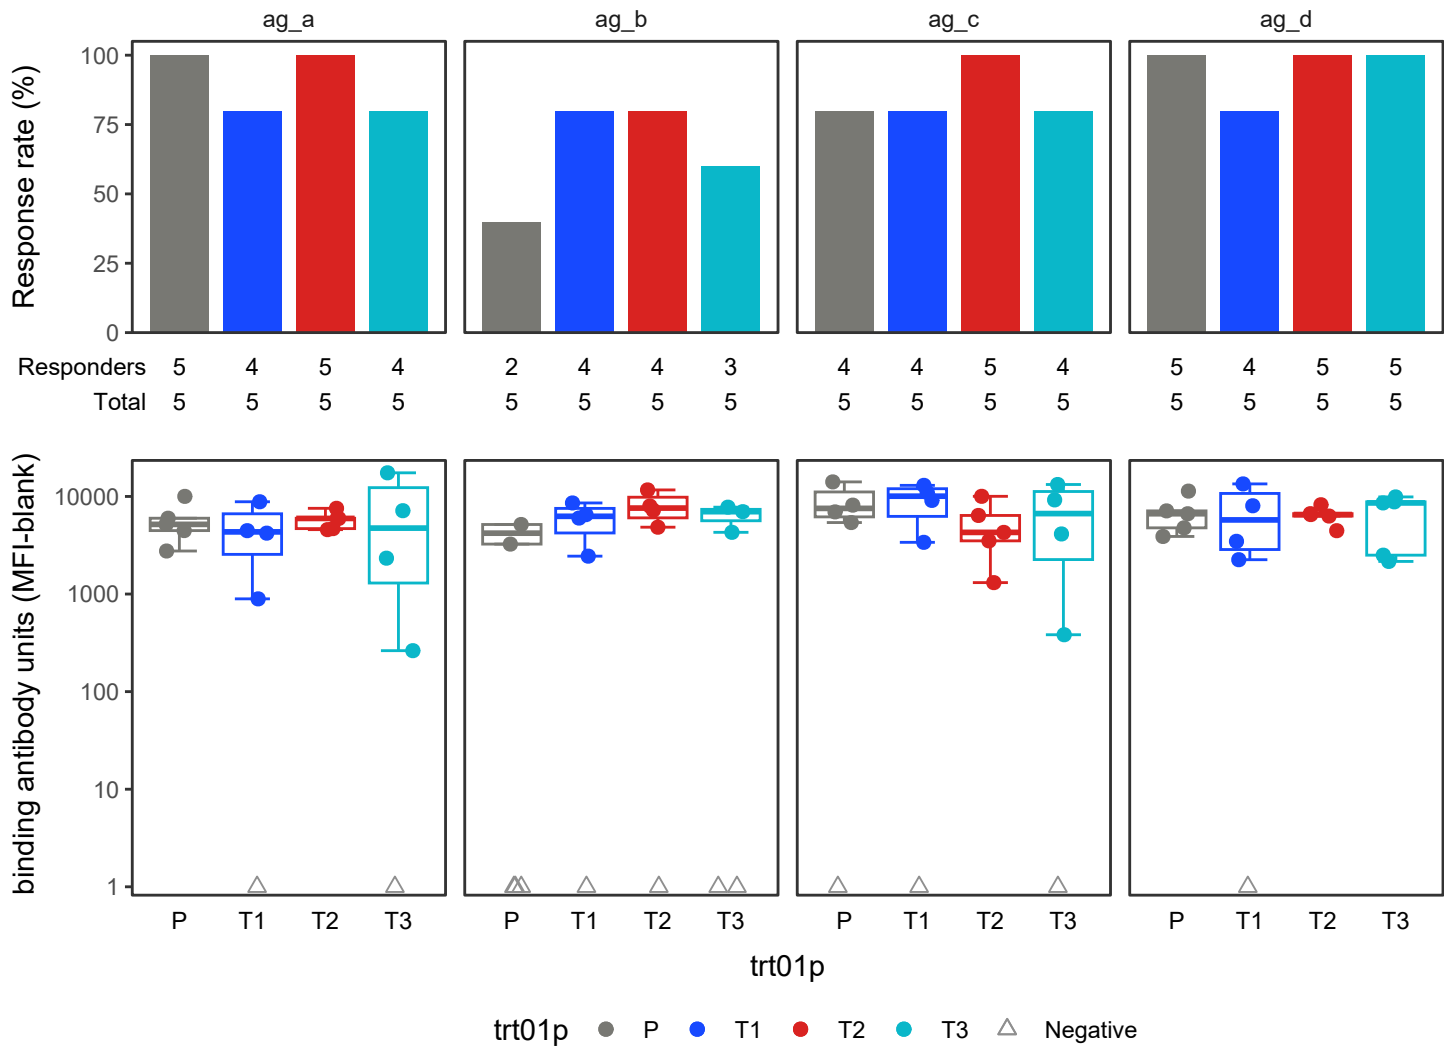 ag_a ag_b ag_c ag_d
Response rate (%)
100
75
50
25
0
Responders 5 4 5 4 2 4 4 3 4 4 5 4 5 4 5 5
Total 5 5 5 5 5 5 5 5 5 5 5 5 5 5 5 5
binding antibody units (MFI-blank)
10000
1000
100
10
1
P T1 T2 T3 P T1 T2 T3 P T1 T2 T3 P T1 T2 T3
trt01p
trt01p P T1 T2 T3 Negative